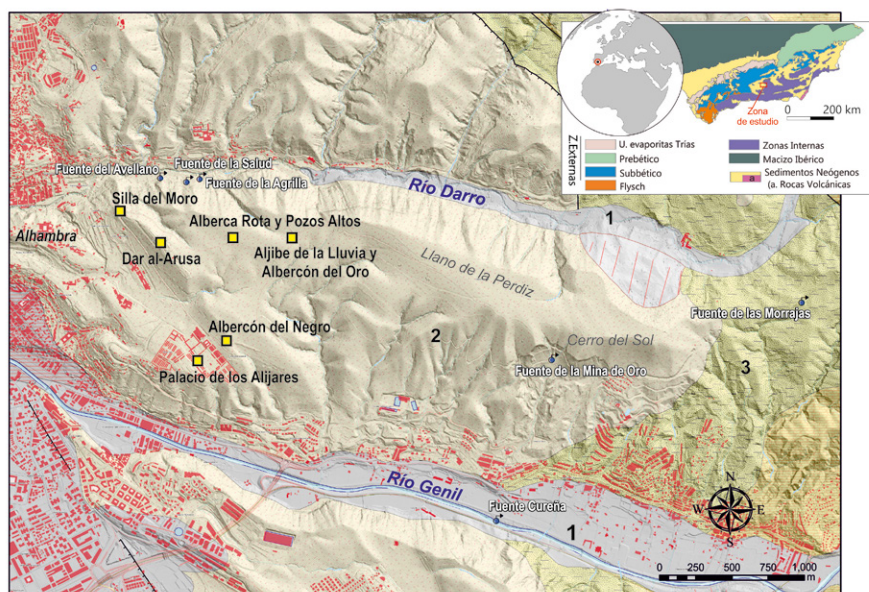 Zona
de estudio
0
200 km
Z.Externas
U. evaporitas Trias
Prebético
Subbético
Flysch
Zonas Internas
Macizo Ibérico
Sedimentos Neógenos
(a. Rocas Volcánicas
a
Fuente del Avellano
Fuente de la Salud
Fuente de la Agrilla
Río Darro
Silla del Moro
Alberca Rota y Pozos Altos
1
Alhambra
Dar al-Arusa
Aljibe de la Lluvia y
Albercón del Oro
Llano de la Perdiz
Fuente de las Morrajas
Albercón del Negro
2
Cerro del Sol
Palacio de los Alijares
Fuente de la Mina de Oro
3
Río Genil
Fuente Cureña
1
N
W
E
S
0
250
500
1,000
m